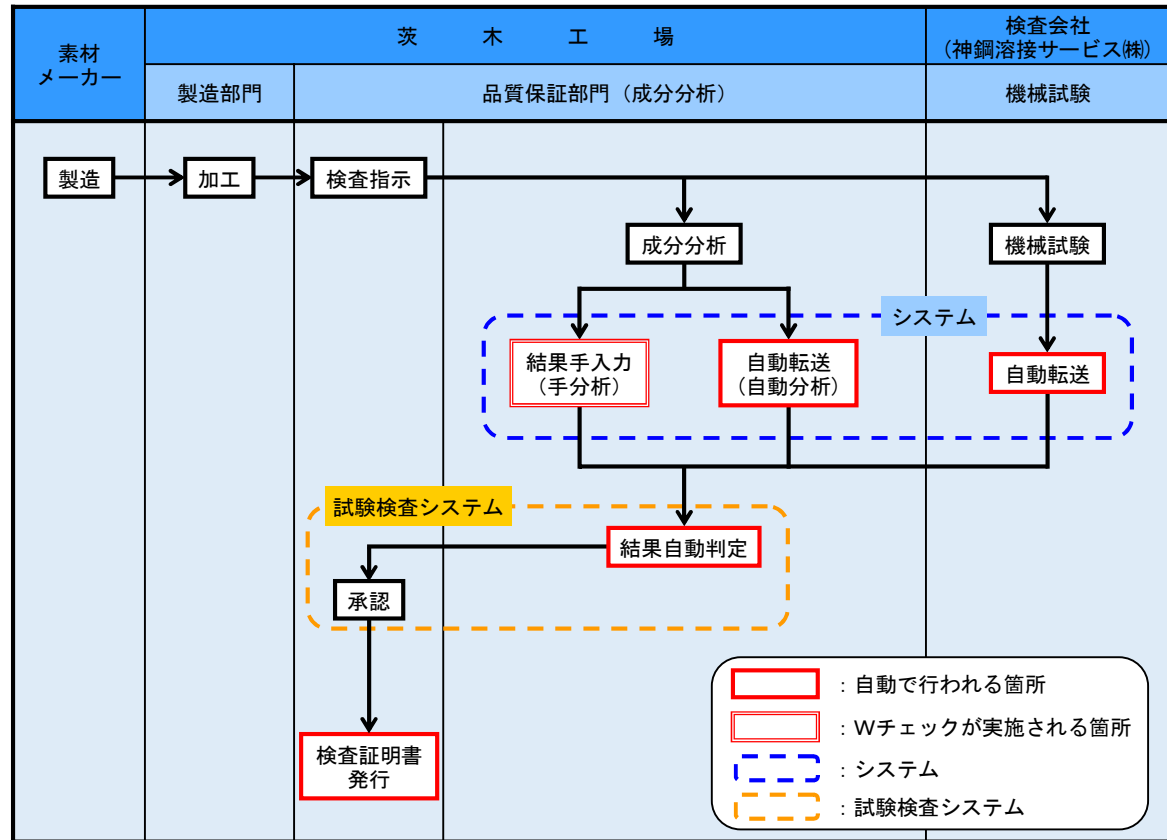 素材
メーカー
茨木工場
検査会社
（神鋼溶接サービス㈱）
製造部門
品質保証部門（成分分析）
機械試験
製造
加工
検査指示
成分分析
機械試験
システム
結果手入力
（手分析）
自動転送
（自動分析）
自動転送
試験検査システム
結果自動判定
承認
検査証明書
発行
：自動で行われる箇所
：Wチェックが実施される箇所
：システム
：試験検査システム